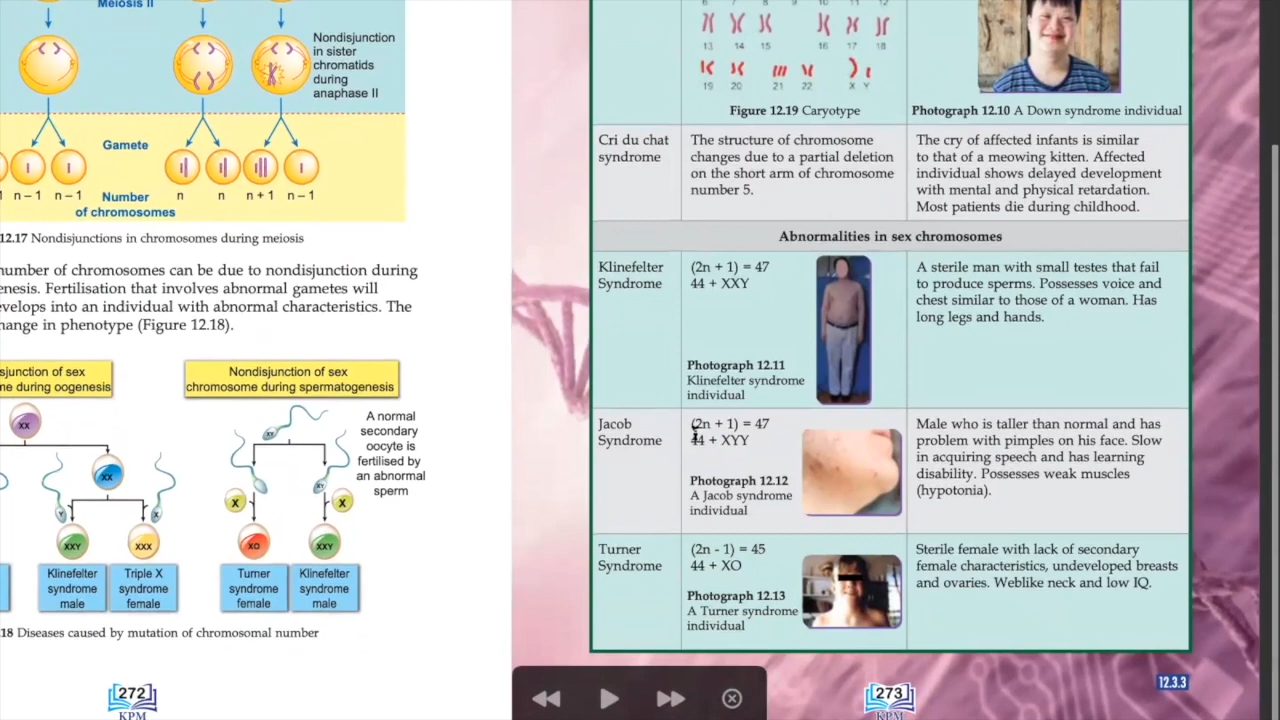 Meiosis II
Nondisjunction
in sister
chromatids
during
anaphase II
Gamete
n – 1 n – 1 Number n n n + 1 n – 1
of chromosomes
12.17 Nondisjunctions in chromosomes during meiosis
number of chromosomes can be due to nondisjunction during
enesis. Fertilisation that involves abnormal gametes will
evelops into an individual with abnormal characteristics. The
hange in phenotype (Figure 12.18).
sjunction of sex
me during oogenesis
Nondisjunction of sex
chromosome during spermatogenesis
XX
XX
Y
X
XXY
XXX
Klinefelter
syndrome
male
Triple X
syndrome
female
XY
XY
X
X
XO
XXY
Turner
syndrome
female
Klinefelter
syndrome
male
A normal
secondary
oocyte is
fertilised by
an abnormal
sperm
.18 Diseases caused by mutation of chromosomal number
272
KPM
6 7 8 9 10 11 12
13 14 15 16 17 18
19 20 21 22 X Y
Figure 12.19 Caryotype
Photograph 12.10 A Down syndrome individual
Cri du chat
syndrome
The structure of chromosome
changes due to a partial deletion
on the short arm of chromosome
number 5.
The cry of affected infants is similar
to that of a meowing kitten. Affected
individual shows delayed development
with mental and physical retardation.
Most patients die during childhood.
Abnormalities in sex chromosomes
Klinefelter
Syndrome
(2n + 1) = 47
44 + XXY
Photograph 12.11
Klinefelter syndrome
individual
A sterile man with small testes that fail
to produce sperms. Possesses voice and
chest similar to those of a woman. Has
long legs and hands.
Jacob
Syndrome
(2n + 1) = 47
44 + XYY
Photograph 12.12
A Jacob syndrome
individual
Male who is taller than normal and has
problem with pimples on his face. Slow
in acquiring speech and has learning
disability. Possesses weak muscles
(hypotonia).
Turner
Syndrome
(2n - 1) = 45
44 + XO
Photograph 12.13
A Turner syndrome
individual
Sterile female with lack of secondary
female characteristics, undeveloped breasts
and ovaries. Weblike neck and low IQ.
12.3.3
273
KPM